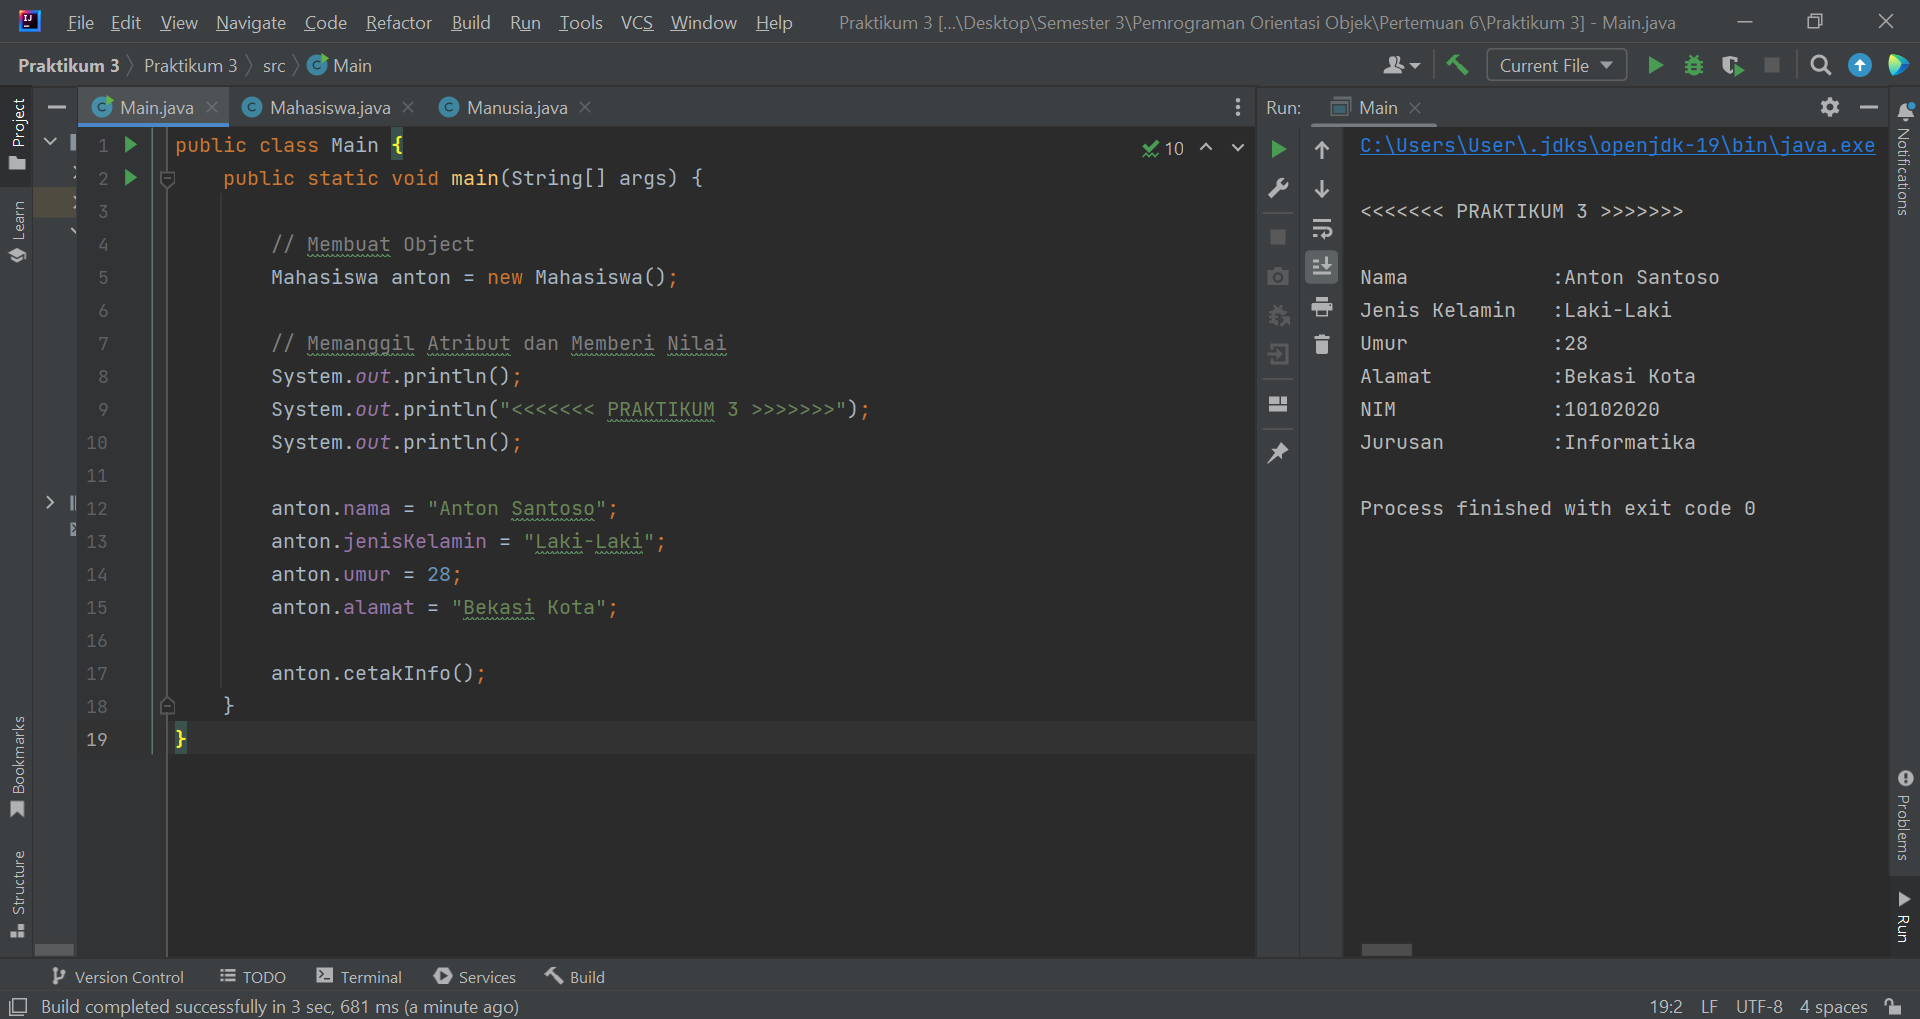 File Edit View Navigate Code Refactor Build Run Tools VCS Window Help Praktikum 3 [...\Desktop\Semester 3\Pemrograman Orientasi Objek\Pertemuan 6\Praktikum 3] - Main.java
Praktikum 3 Praktikum 3 src Main Current File
Project
Learn
Bookmarks
Structure
Main.java Mahasiswa.java Manusia.java
10
1 public class Main {
2 public static void main(String[] args) {
3
4 // Membuat Object
5 Mahasiswa anton = new Mahasiswa();
6
7 // Memanggil Atribut dan Memberi Nilai
8 System.out.println();
9 System.out.println("<<<<<<< PRAKTIKUM 3 >>>>>>>");
10 System.out.println();
11
12 anton.nama = "Anton Santoso";
13 anton.jenisKelamin = "Laki-Laki";
14 anton.umur = 28;
15 anton.alamat = "Bekasi Kota";
16
17 anton.cetakInfo();
18 }
19 }
Run: Main
C:\Users\User\.jdks\openjdk-19\bin\java.exe
<<<<<<< PRAKTIKUM 3 >>>>>>>
Nama :Anton Santoso
Jenis Kelamin :Laki-Laki
Umur :28
Alamat :Bekasi Kota
NIM :10102020
Jurusan :Informatika
Process finished with exit code 0
Notifications
Problems
Run
Version Control TODO Terminal Services Build
Build completed successfully in 3 sec, 681 ms (a minute ago) 19:2 LF UTF-8 4 spaces